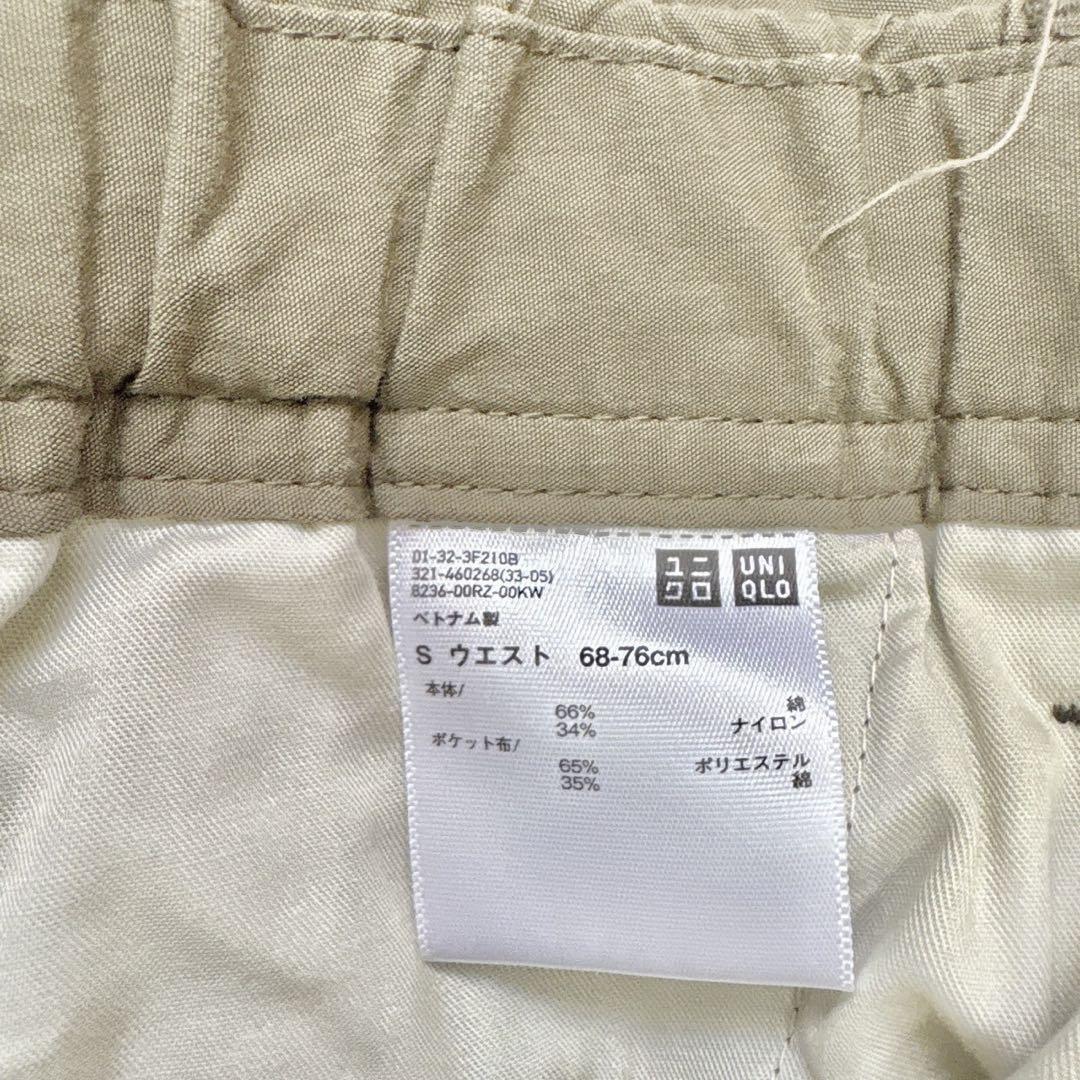 01-32-3F210B
321-460268(33-05)
8236-00RZ-00KW
ユニ
クロ
UNI
QLO
ベトナム製
S ウエスト 68-76cm
本体/
66% 綿
34% ナイロン
ポケット布/
65% ポリエステル
35% 綿